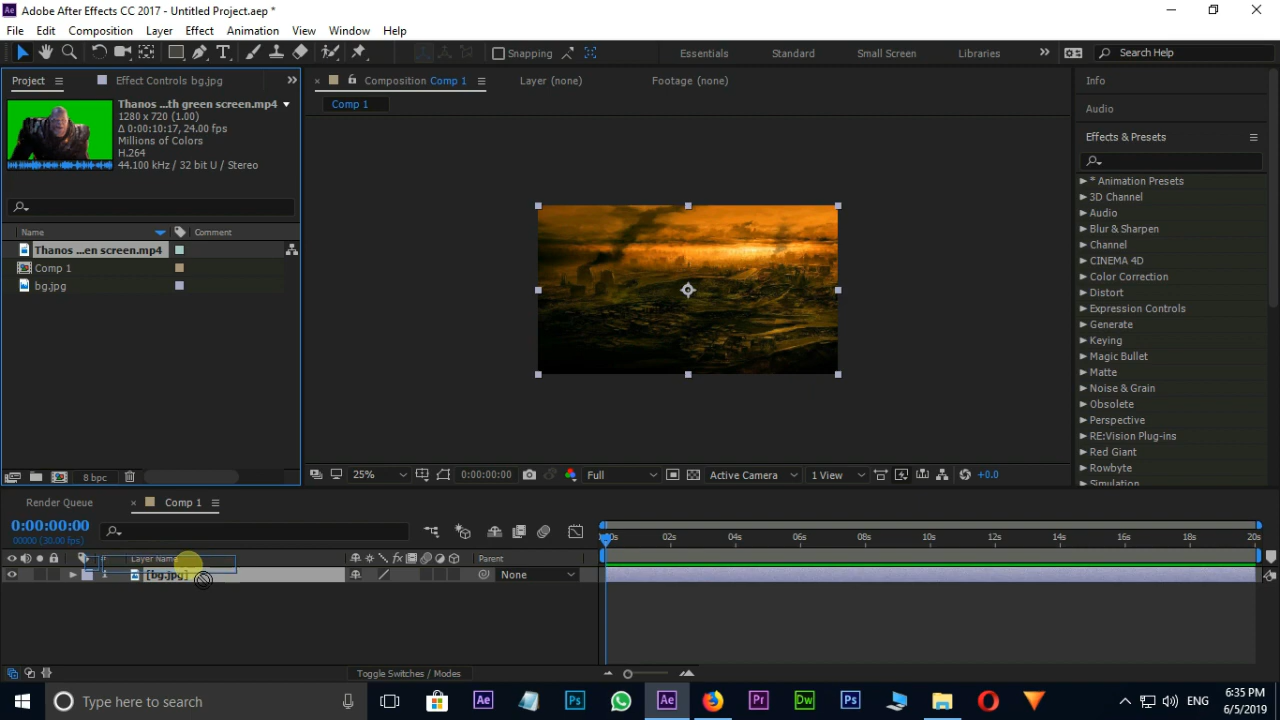 Adobe After Effects CC 2017 - Untitled Project.aep *
File Edit Composition Layer Effect Animation View Window Help
Snapping
Essentials Standard Small Screen Libraries Search Help
Project Effect Controls bg.jpg
Composition Comp 1 Layer (none) Footage (none)
Comp 1
Thanos ...th green screen.mp4
1280 x 720 (1.00)
Δ 0:00:10:17, 24.00 fps
Millions of Colors
H.264
44.100 kHz / 32 bit U / Stereo
Name Comment
Thanos ...en screen.mp4
Comp 1
bg.jpg
8 bpc
25% 0:00:00:00 Full Active Camera 1 View +0.0
Info
Audio
Effects & Presets
* Animation Presets
3D Channel
Audio
Blur & Sharpen
Channel
CINEMA 4D
Color Correction
Distort
Expression Controls
Generate
Keying
Magic Bullet
Matte
Noise & Grain
Obsolete
Perspective
RE:Vision Plug-ins
Red Giant
Rowbyte
Simulation
Render Queue Comp 1
0:00:00:00
00000 (30.00 fps)
02s 04s 06s 08s 10s 12s 14s 16s 18s 20s
Layer Name Parent
[bg.jpg] None
Toggle Switches / Modes
Type here to search
ENG
6:35 PM
6/5/2019